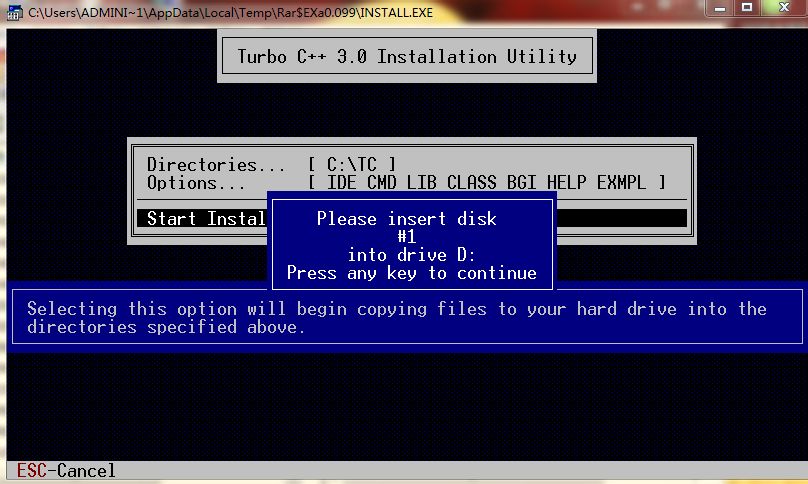 C:\Users\ADMINI~1\AppData\Local\Temp\Rar$EXa0.099\INSTALL.EXE
Turbo C++ 3.0 Installation Utility
Directories... [ C:\TC ]
Options... [ IDE CMD LIB CLASS BGI HELP EXMPL ]
Start Instal
Please insert disk
#1
into drive D:
Press any key to continue
Selecting this option will begin copying files to your hard drive into the
directories specified above.
ESC-Cancel